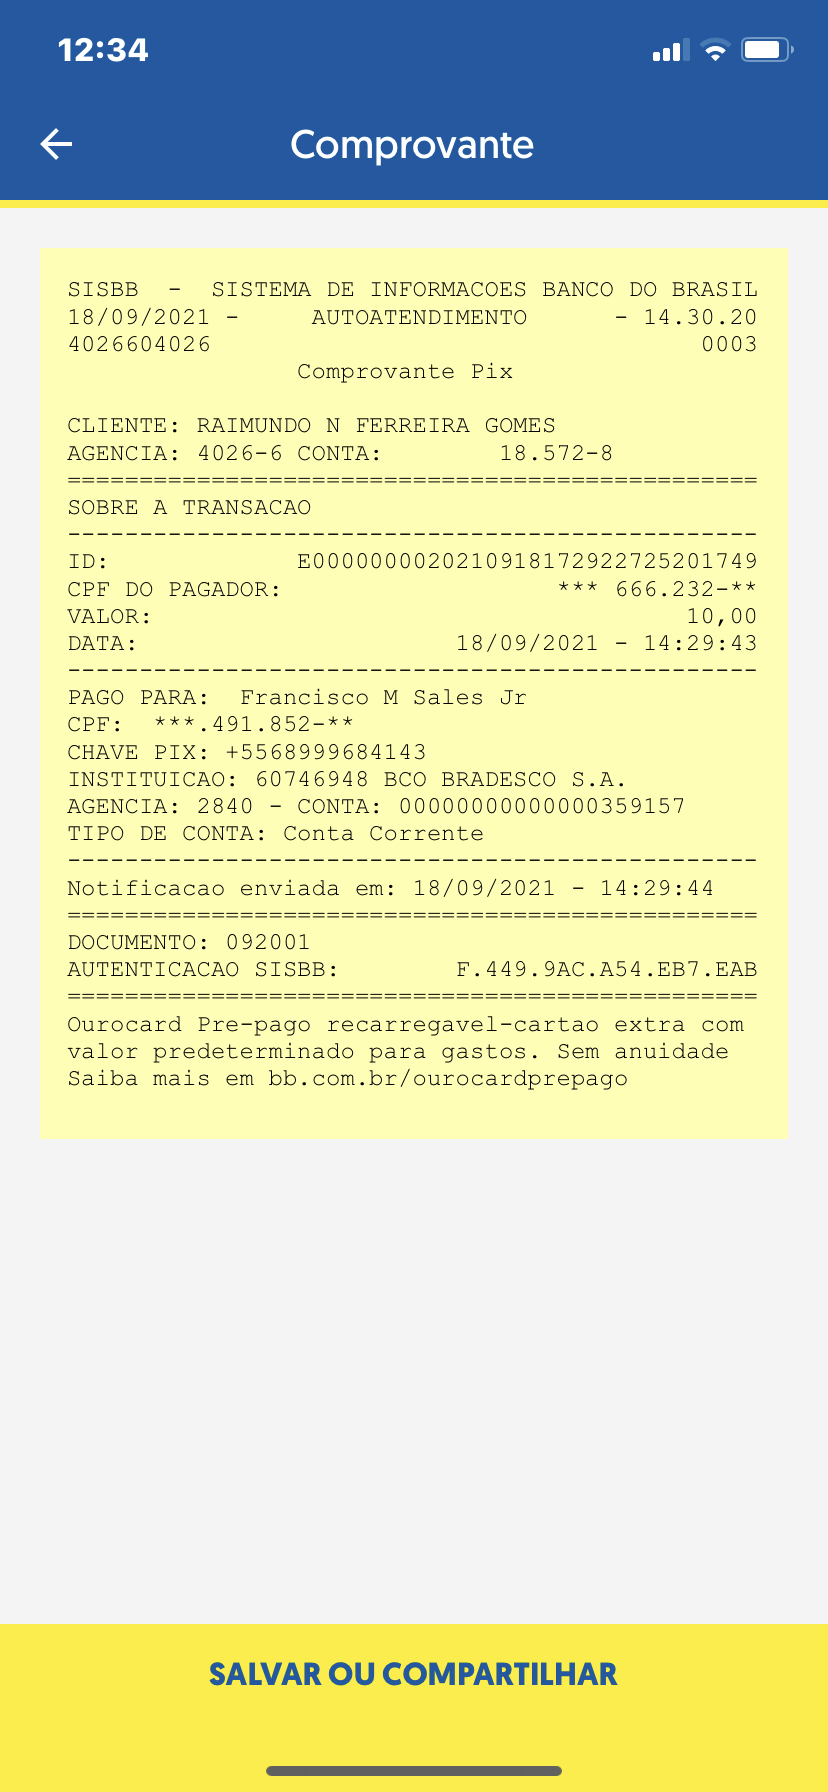 12:34
Comprovante
SISBB - SISTEMA DE INFORMACOES BANCO DO BRASIL
18/09/2021 - AUTOATENDIMENTO - 14.30.20
4026604026 0003
Comprovante Pix
CLIENTE: RAIMUNDO N FERREIRA GOMES
AGENCIA: 4026-6 CONTA: 18.572-8
================================================
SOBRE A TRANSACAO
------------------------------------------------
ID: E0000000020210918172922725201749
CPF DO PAGADOR: *** 666.232-**
VALOR: 10,00
DATA: 18/09/2021 - 14:29:43
------------------------------------------------
PAGO PARA: Francisco M Sales Jr
CPF: ***.491.852-**
CHAVE PIX: +5568999684143
INSTITUICAO: 60746948 BCO BRADESCO S.A.
AGENCIA: 2840 - CONTA: 00000000000000359157
TIPO DE CONTA: Conta Corrente
------------------------------------------------
Notificacao enviada em: 18/09/2021 - 14:29:44
================================================
DOCUMENTO: 092001
AUTENTICACAO SISBB: F.449.9AC.A54.EB7.EAB
================================================
Ourocard Pre-pago recarregavel-cartao extra com
valor predeterminado para gastos. Sem anuidade
Saiba mais em bb.com.br/ourocardprepago
SALVAR OU COMPARTILHAR